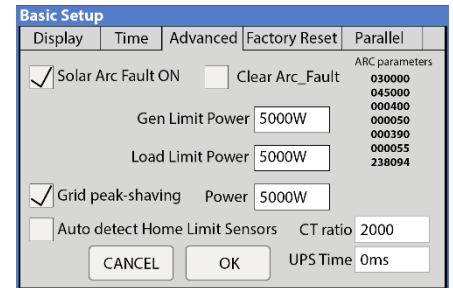 Basic Setup
Display Time Advanced Factory Reset Parallel
ARC parameters
Solar Arc Fault ON Clear Arc_Fault
030000
045000
000400
000050
000390
000055
238094
Gen Limit Power 5000W
Load Limit Power 5000W
Grid peak-shaving Power 5000W
Auto detect Home Limit Sensors CT ratio 2000
CANCEL OK UPS Time 0ms